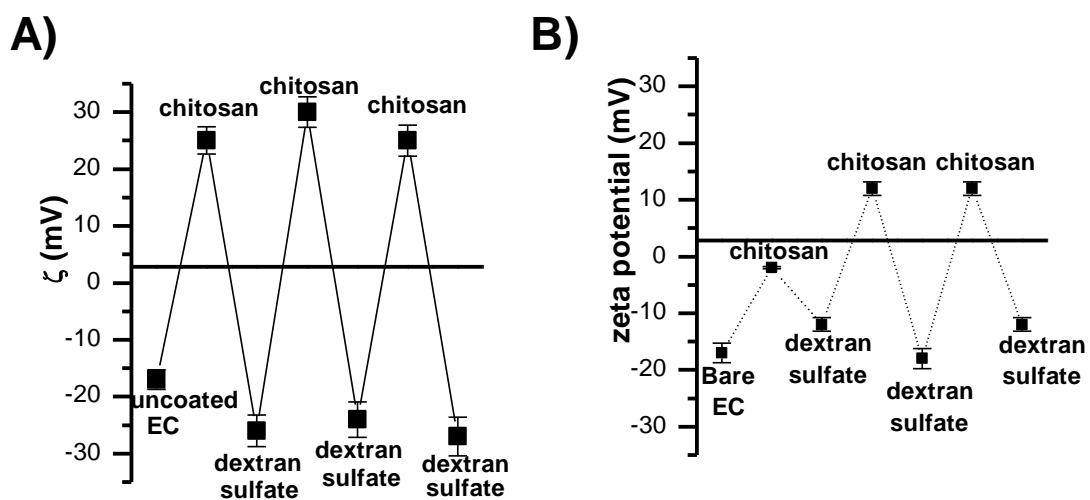 A)
ζ (mV)
30
20
10
0
-10
-20
-30
chitosan
chitosan
chitosan
uncoated
EC
dextran
sulfate
dextran
sulfate
dextran
sulfate
B)
zeta potential (mV)
30
20
10
0
-10
-20
-30
chitosan
chitosan
chitosan
Bare
EC
dextran
sulfate
dextran
sulfate
dextran
sulfate